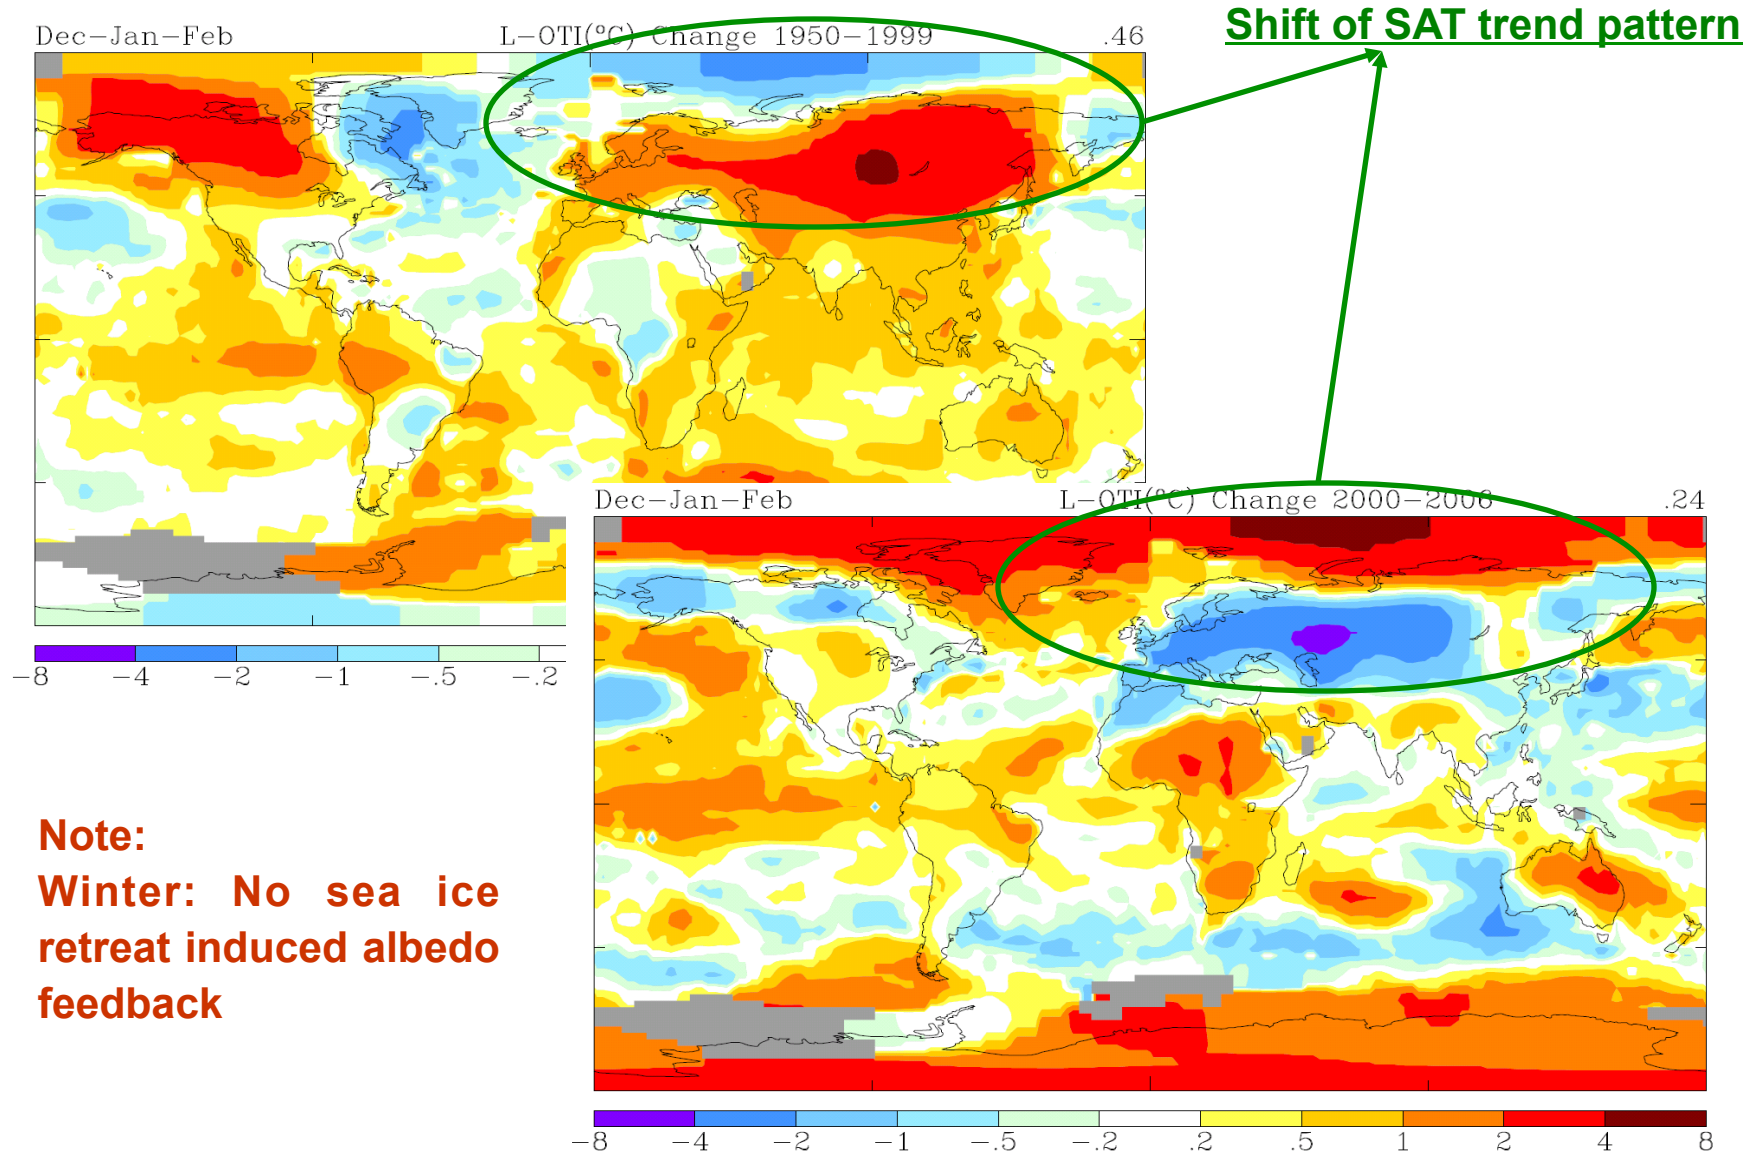 Shift of SAT trend pattern
Dec-Jan-Feb L-OTI(°C) Change 1950-1999 .46
-8 -4 -2 -1 -.5 -.2
Dec-Jan-Feb L-OTI(°C) Change 2000-2006 .24
-8 -4 -2 -1 -.5 -.2 .2 .5 1 2 4 8
Note:
Winter: No sea ice
retreat induced albedo
feedback